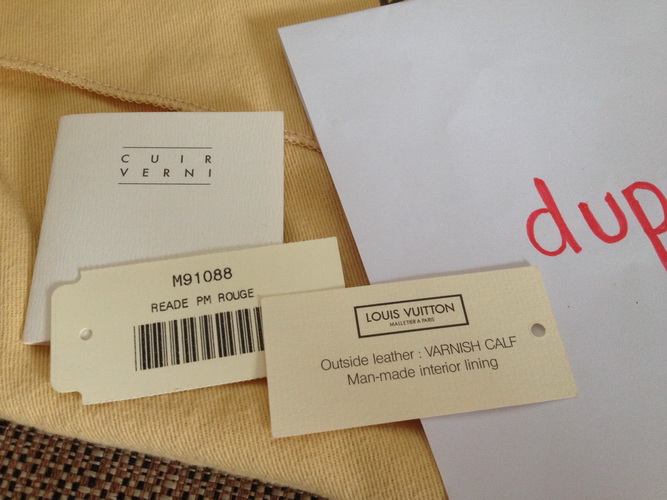 CUIR
VERNI
M91088
READE PM ROUGE
LOUIS VUITTON
MALLETIER A PARIS
Outside leather : VARNISH CALF
Man-made interior lining
dup